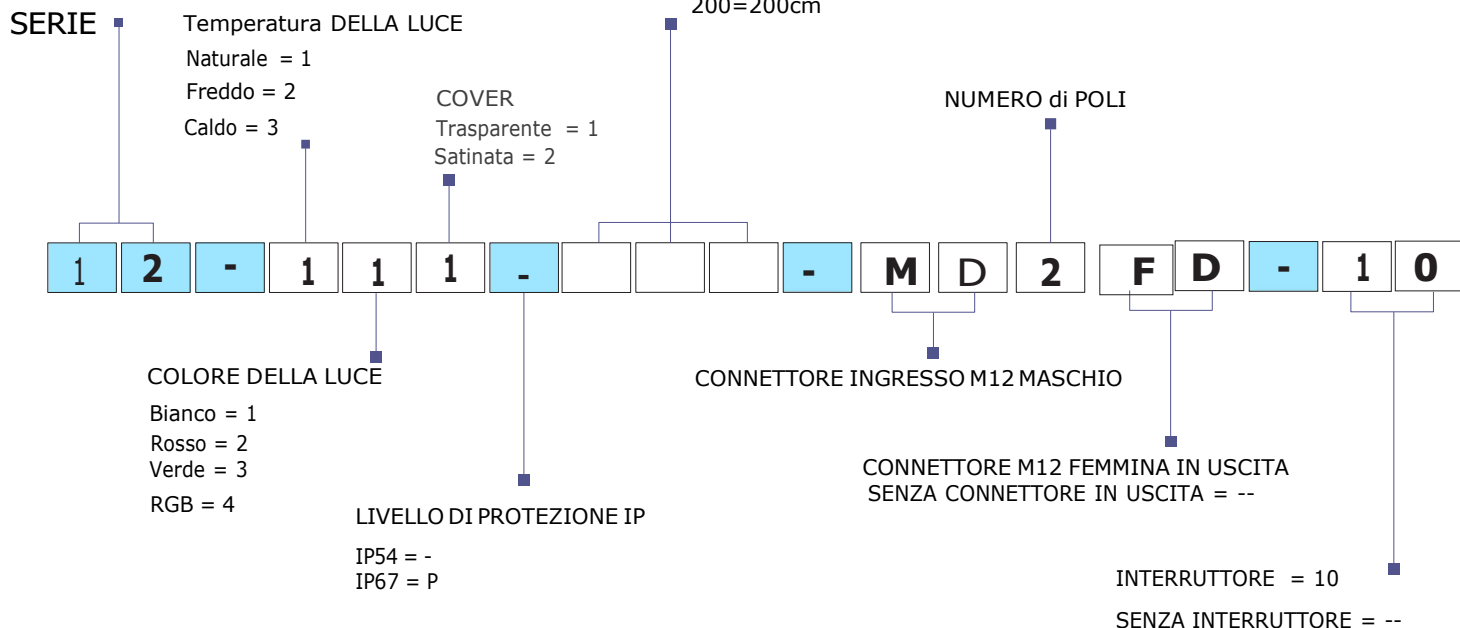 200=200cm
SERIE
Temperatura DELLA LUCE
Naturale = 1
Freddo = 2
Caldo = 3
COVER
Trasparente = 1
Satinata = 2
NUMERO di POLI
1 2 - 1 1 1 - - M D 2 F D - 1 0
COLORE DELLA LUCE
Bianco = 1
Rosso = 2
Verde = 3
RGB = 4
LIVELLO DI PROTEZIONE IP
IP54 = -
IP67 = P
CONNETTORE INGRESSO M12 MASCHIO
CONNETTORE M12 FEMMINA IN USCITA
SENZA CONNETTORE IN USCITA = --
INTERRUTTORE = 10
SENZA INTERRUTTORE = --